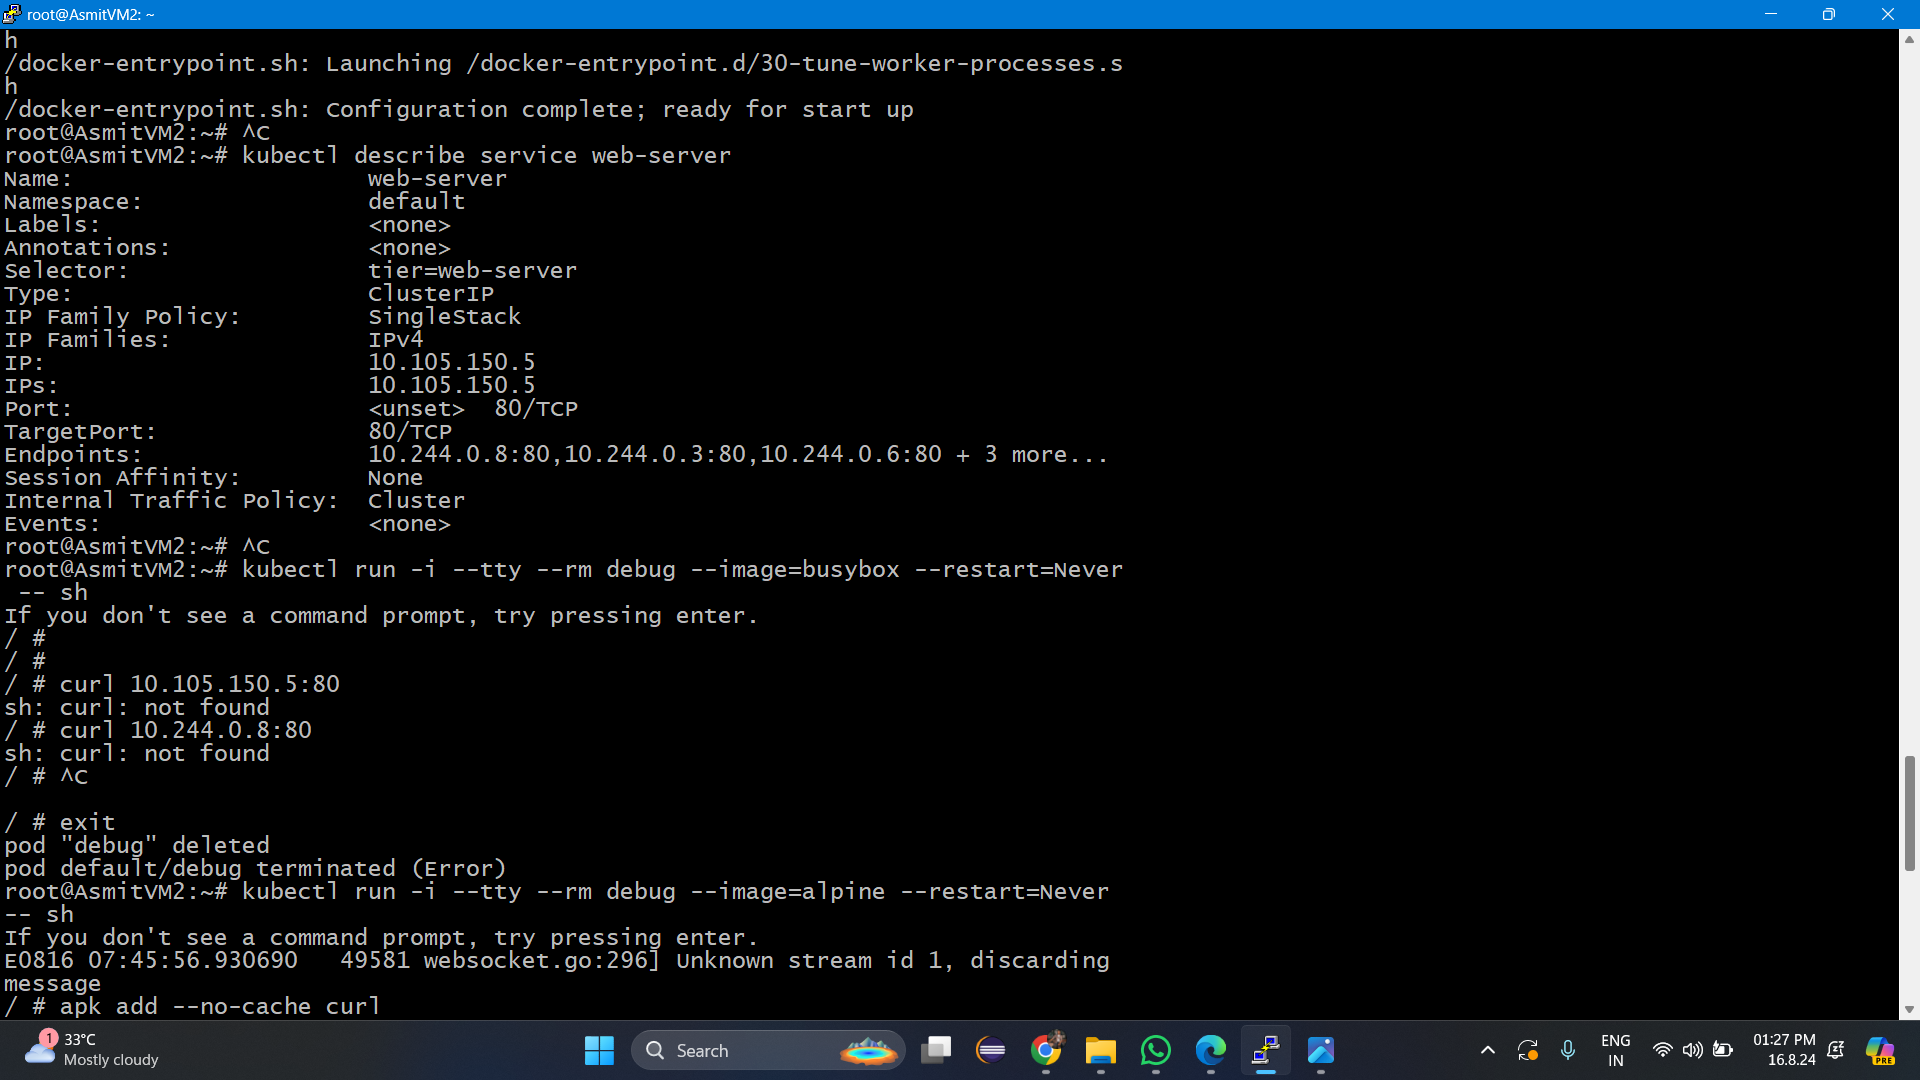 root@AsmitVM2: ~
h
/docker-entrypoint.sh: Launching /docker-entrypoint.d/30-tune-worker-processes.s
h
/docker-entrypoint.sh: Configuration complete; ready for start up
root@AsmitVM2:~# ^C
root@AsmitVM2:~# kubectl describe service web-server
Name:                     web-server
Namespace:                default
Labels:                   <none>
Annotations:              <none>
Selector:                 tier=web-server
Type:                     ClusterIP
IP Family Policy:         SingleStack
IP Families:              IPv4
IP:                       10.105.150.5
IPs:                      10.105.150.5
Port:                     <unset>  80/TCP
TargetPort:               80/TCP
Endpoints:                10.244.0.8:80,10.244.0.3:80,10.244.0.6:80 + 3 more...
Session Affinity:         None
Internal Traffic Policy:  Cluster
Events:                   <none>
root@AsmitVM2:~# ^C
root@AsmitVM2:~# kubectl run -i --tty --rm debug --image=busybox --restart=Never
 -- sh
If you don't see a command prompt, try pressing enter.
/ #
/ #
/ # curl 10.105.150.5:80
sh: curl: not found
/ # curl 10.244.0.8:80
sh: curl: not found
/ # ^C
/ # exit
pod "debug" deleted
pod default/debug terminated (Error)
root@AsmitVM2:~# kubectl run -i --tty --rm debug --image=alpine --restart=Never
-- sh
If you don't see a command prompt, try pressing enter.
E0816 07:45:56.930690   49581 websocket.go:296] Unknown stream id 1, discarding
message
/ # apk add --no-cache curl
1
33°C
Mostly cloudy
Search
ENG
IN
01:27 PM
16.8.24
PRE